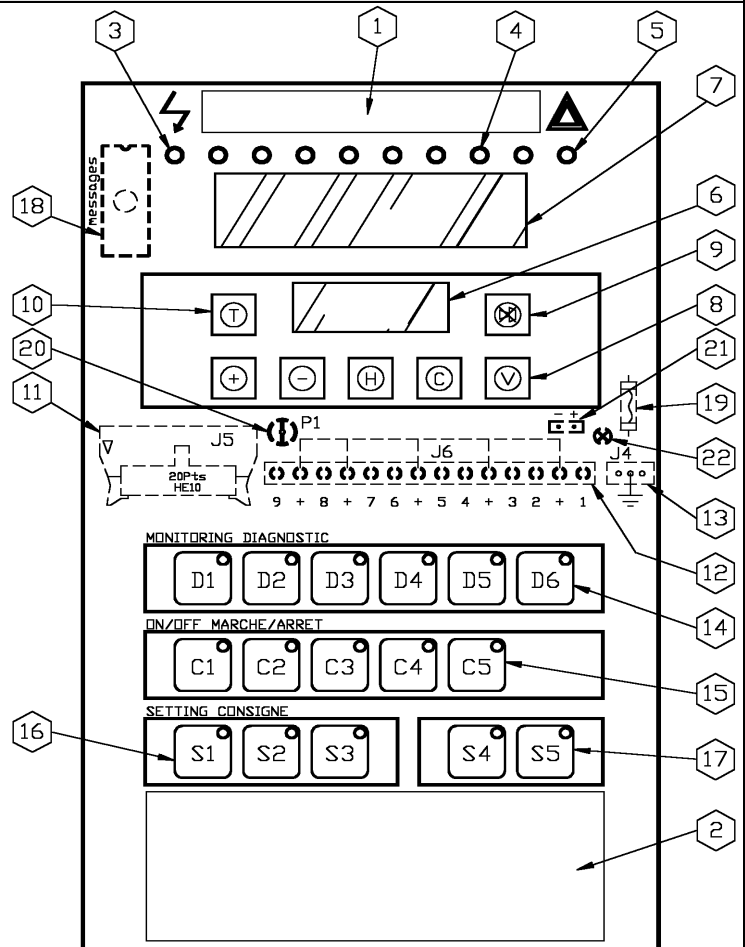 3 1 4 5
7
messages
18
6
9
10
T
8
20
+ - H C V
21
11
P1
- +
19
J5
J6
J4
22
20Pts
HE10
9 + 8 + 7 6 + 5 4 + 3 2 + 1
13
MONITORING DIAGNOSTIC
12
D1 D2 D3 D4 D5 D6
14
ON/OFF MARCHE/ARRET
C1 C2 C3 C4 C5
15
SETTING CONSIGNE
16
S1 S2 S3 S4 S5
17
2